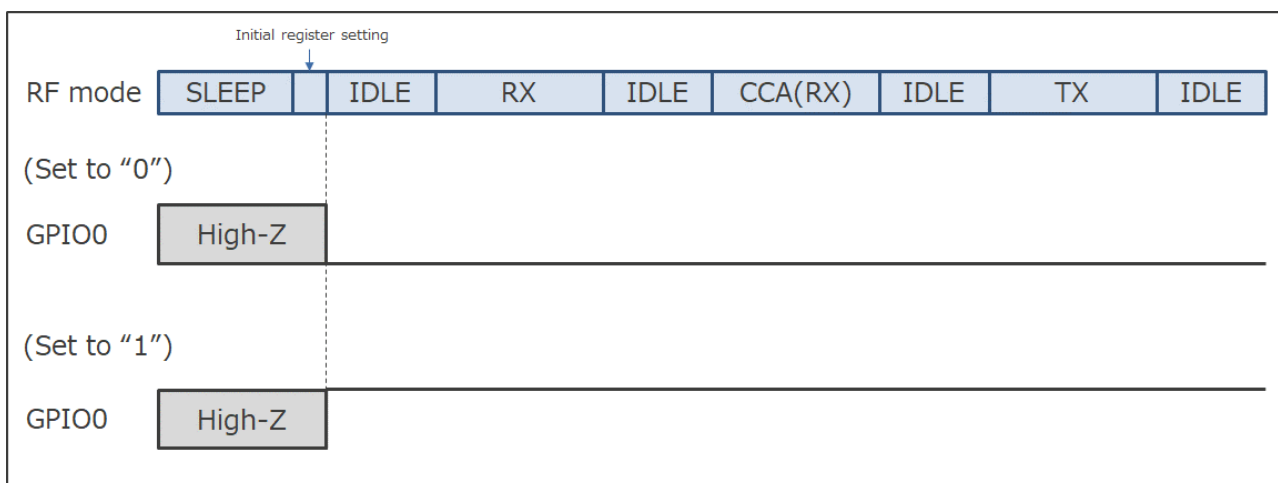 Initial register setting
RF mode SLEEP IDLE RX IDLE CCA(RX) IDLE TX IDLE
(Set to “0”)
GPIO0 High-Z
(Set to “1”)
GPIO0 High-Z